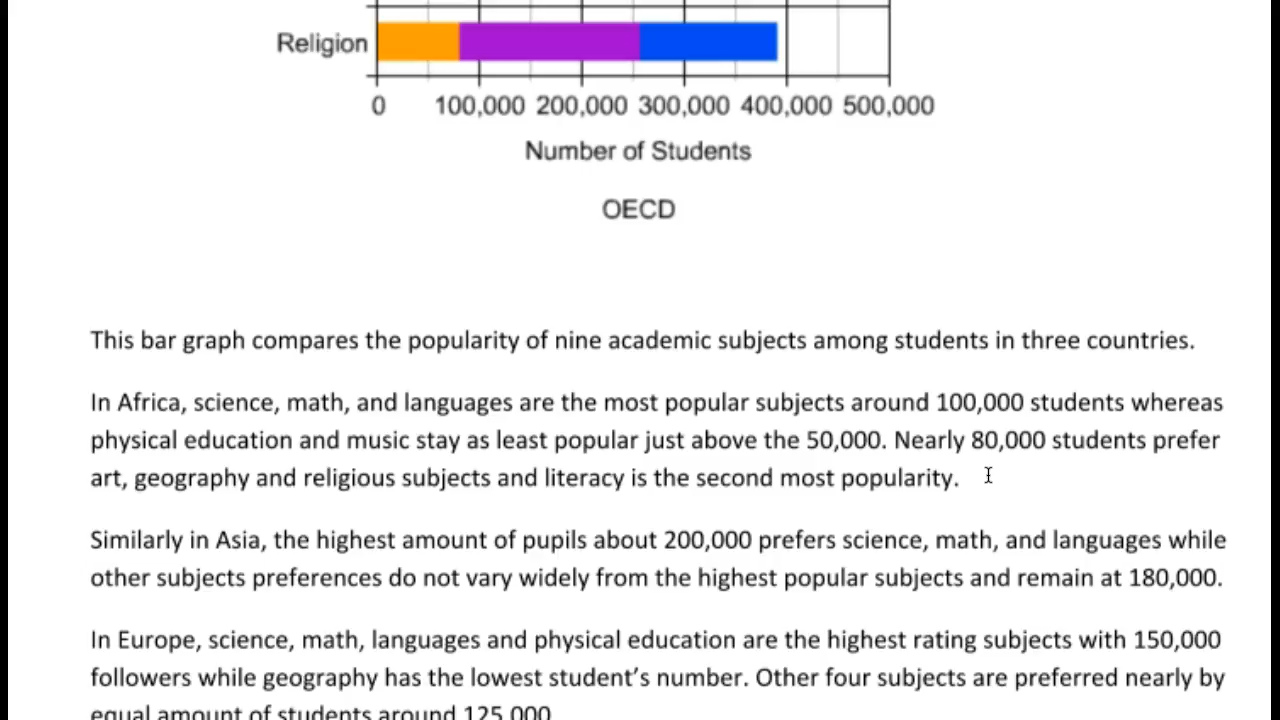 Religion
0 100,000 200,000 300,000 400,000 500,000
Number of Students
OECD
This bar graph compares the popularity of nine academic subjects among students in three countries.
In Africa, science, math, and languages are the most popular subjects around 100,000 students whereas
physical education and music stay as least popular just above the 50,000. Nearly 80,000 students prefer
art, geography and religious subjects and literacy is the second most popularity.
Similarly in Asia, the highest amount of pupils about 200,000 prefers science, math, and languages while
other subjects preferences do not vary widely from the highest popular subjects and remain at 180,000.
In Europe, science, math, languages and physical education are the highest rating subjects with 150,000
followers while geography has the lowest student’s number. Other four subjects are preferred nearly by
equal amount of students around 125,000.